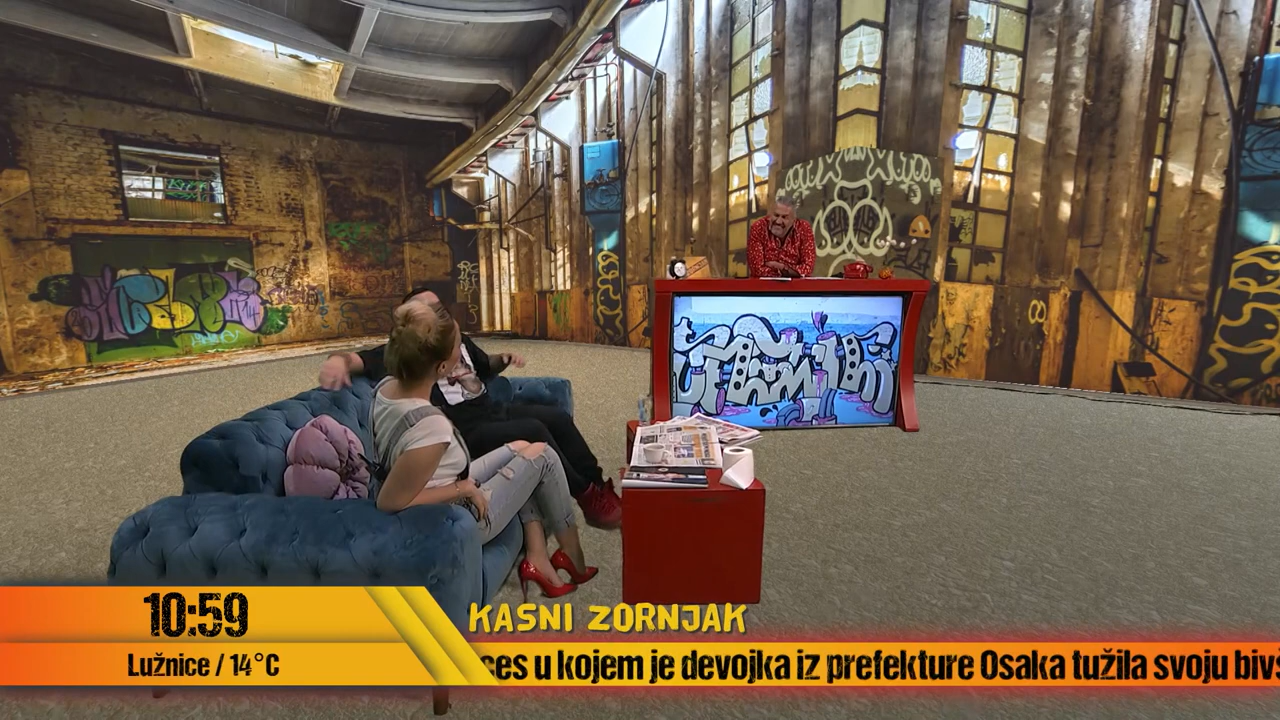 10:59
Lužnice / 14°C
KASNI ZORNJAK
ces u kojem je devojka iz prefekture Osaka tužila svoju bivš